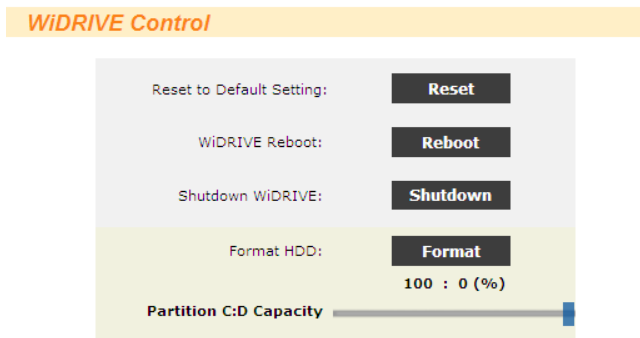 WiDRIVE Control
Reset to Default Setting: Reset
WiDRIVE Reboot: Reboot
Shutdown WiDRIVE: Shutdown
Format HDD: Format
100 : 0 (%)
Partition C:D Capacity